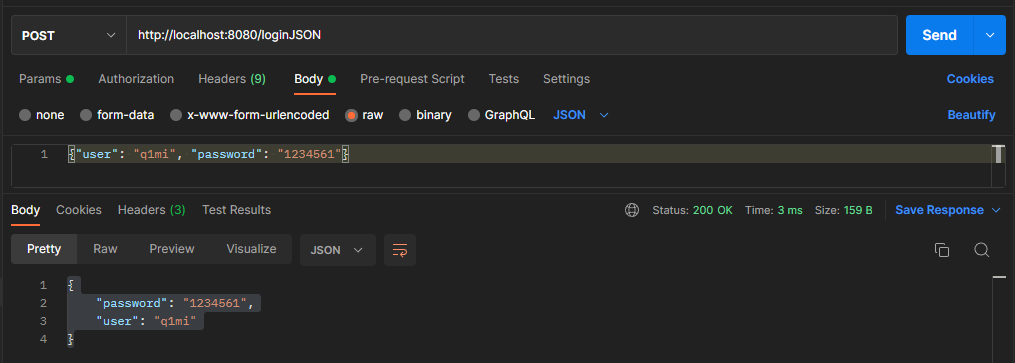 POST http://localhost:8080/loginJSON Send
Params Authorization Headers (9) Body Pre-request Script Tests Settings Cookies
none form-data x-www-form-urlencoded raw binary GraphQL JSON Beautify
1 {"user": "q1mi", "password": "1234561"}
Body Cookies Headers (3) Test Results Status: 200 OK Time: 3 ms Size: 159 B Save Response
Pretty Raw Preview Visualize JSON
1 {
2 "password": "1234561",
3 "user": "q1mi"
4 }